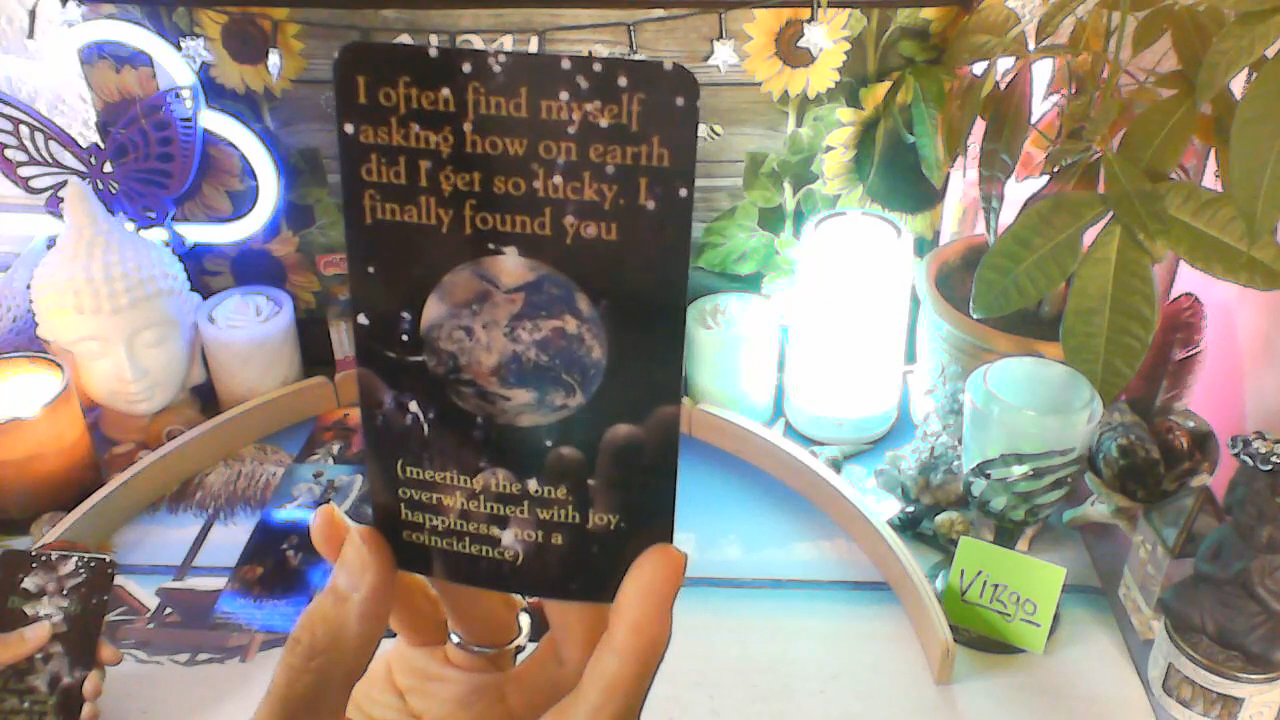 I often find myself
asking how on earth
did I get so lucky. I
finally found you
(meeting the one.
overwhelmed with joy.
happiness not a
coincidence)
Virgo